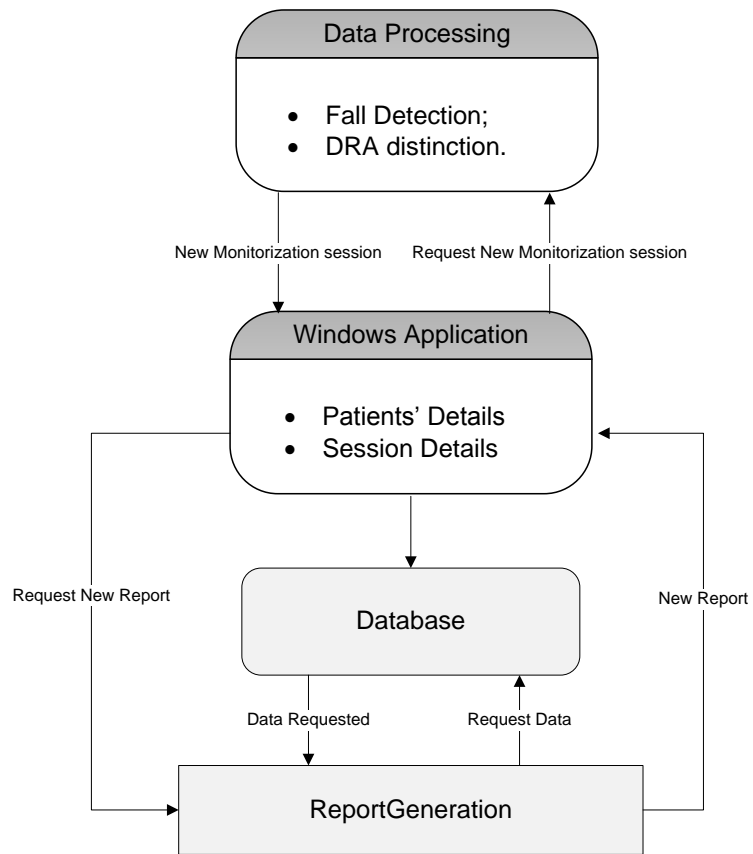 Data Processing
• Fall Detection;
• DRA distinction.
New Monitorization session
Request New Monitorization session
Windows Application
• Patients’ Details
• Session Details
Request New Report
New Report
Database
Data Requested
Request Data
ReportGeneration